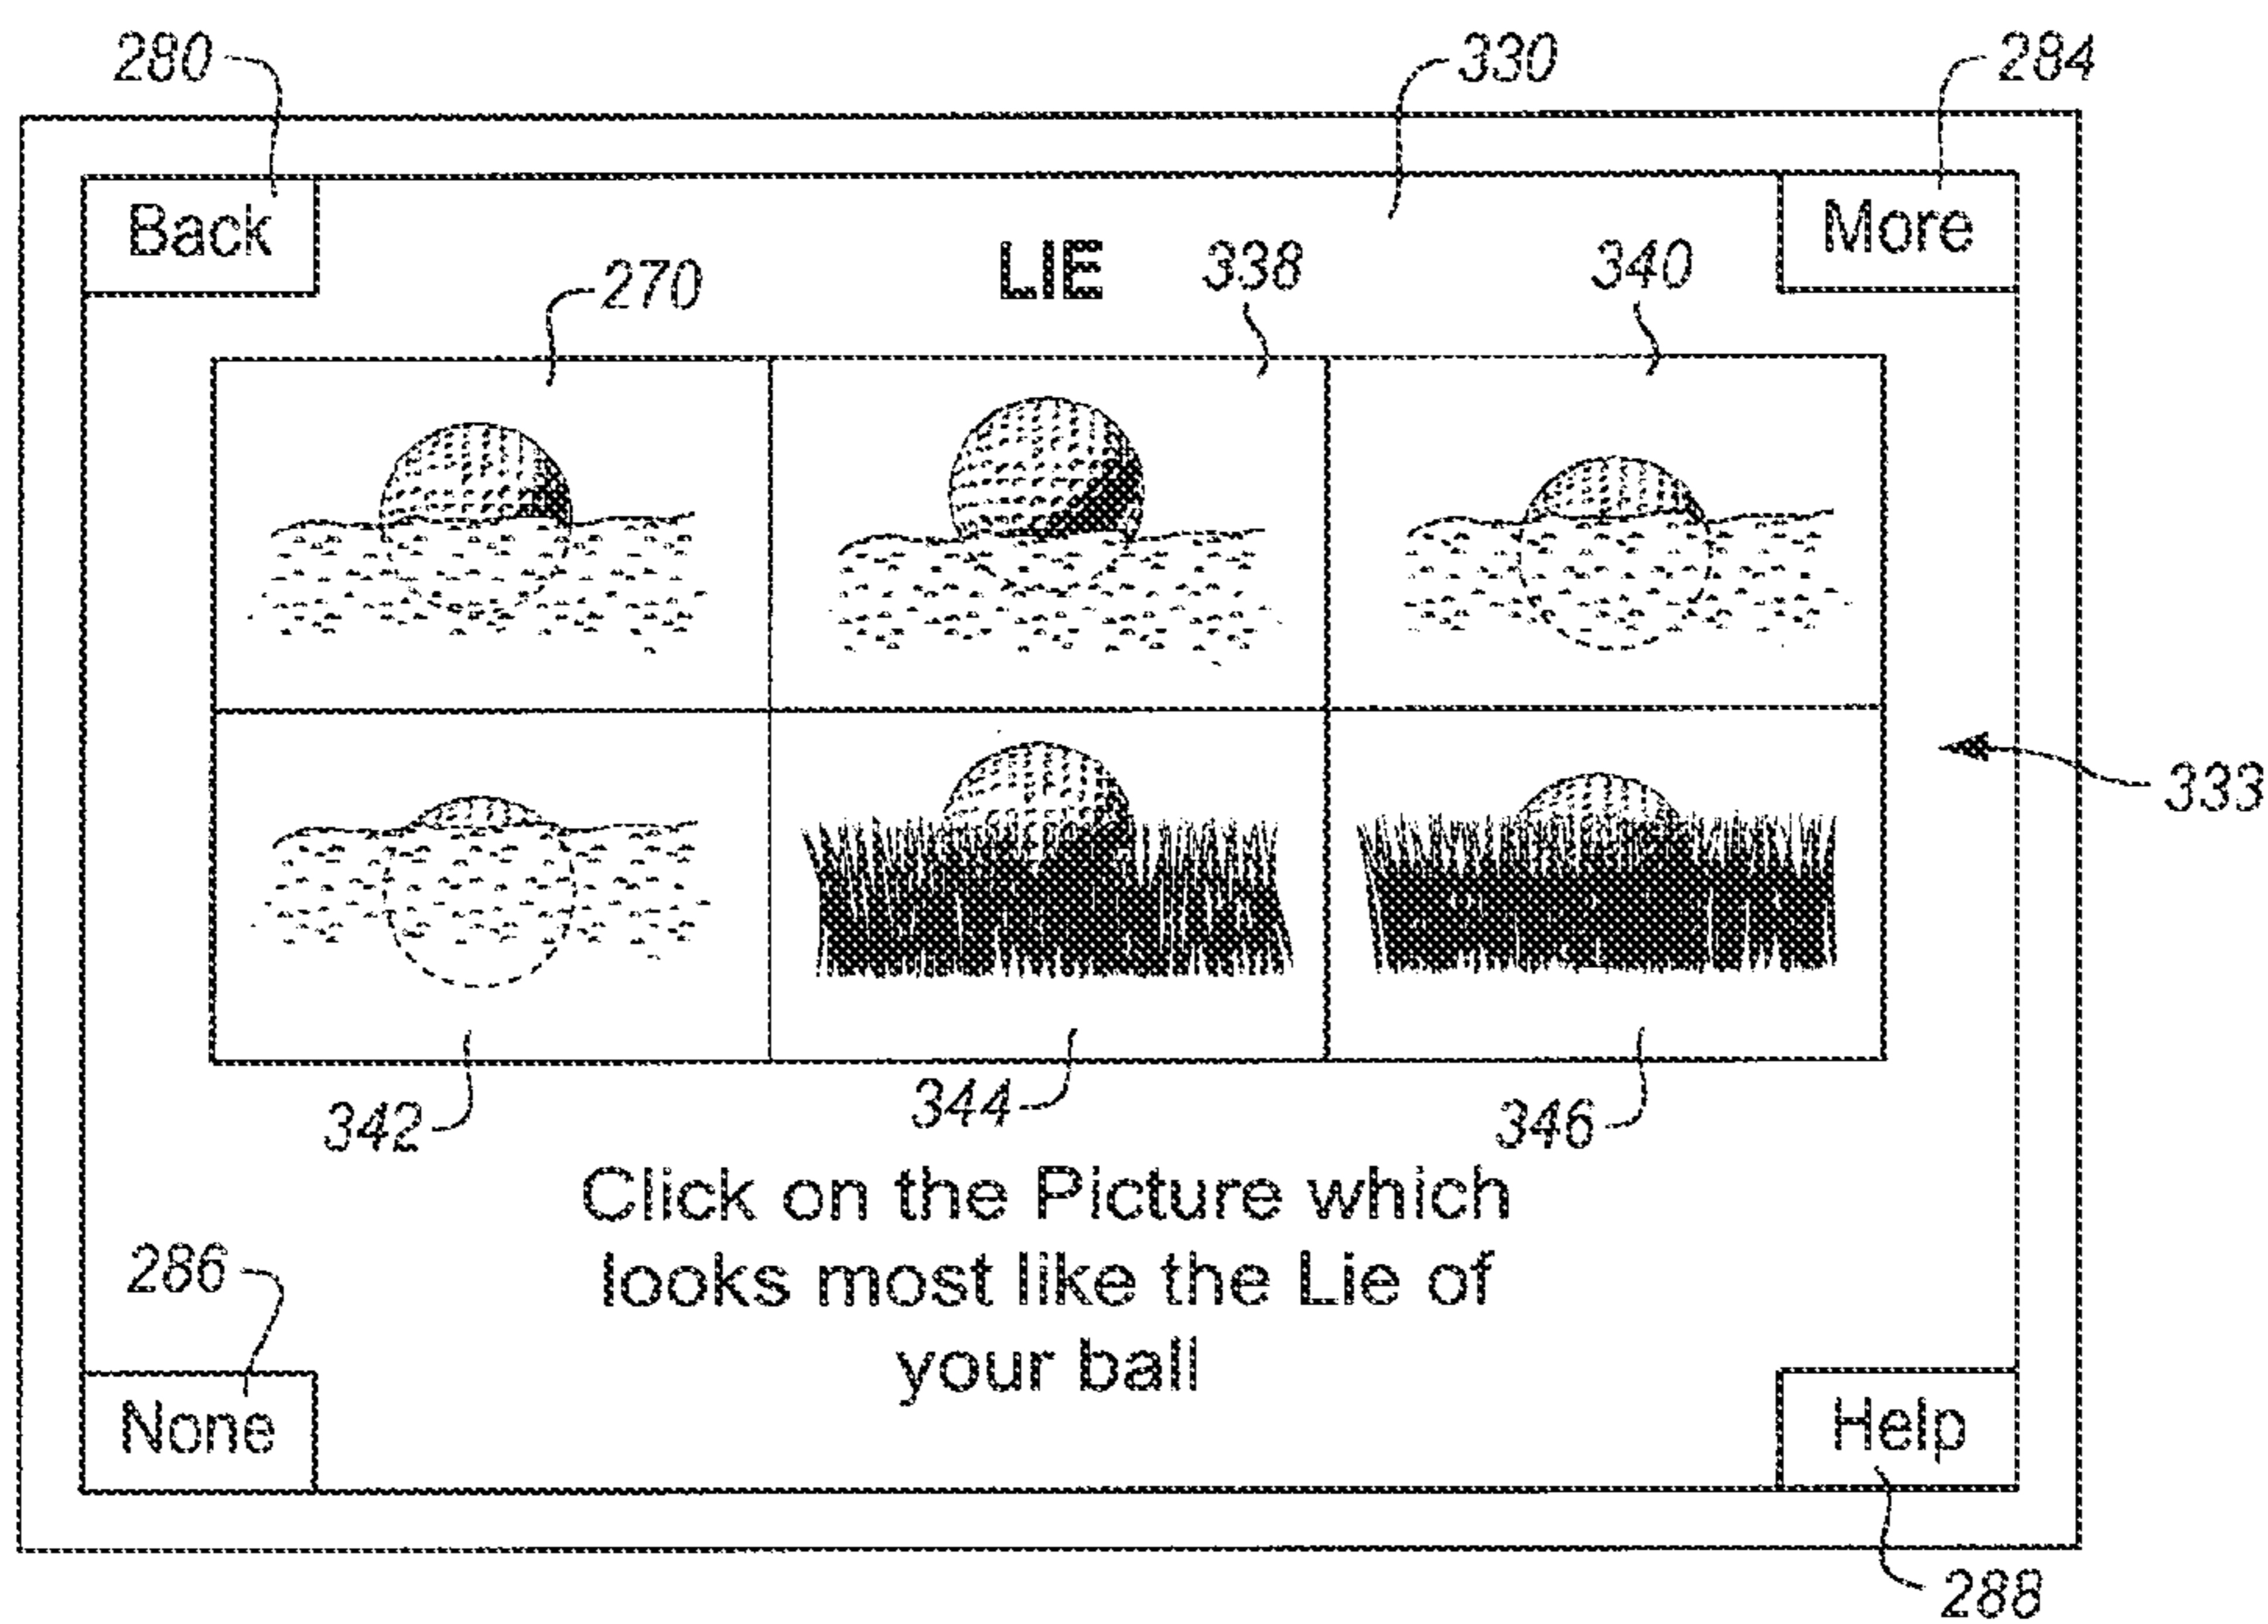 280
330
284
Back
More
LIE
338
340
270
333
342
344
346
Click on the Picture which
looks most like the Lie of
your ball
286
None
Help
288